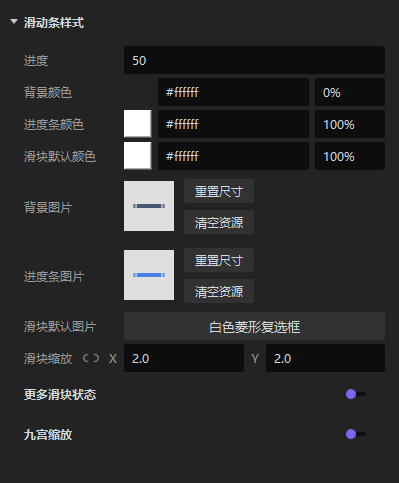 滑动条样式
进度 50
背景颜色 #ffffff 0%
进度条颜色 #ffffff 100%
滑块默认颜色 #ffffff 100%
背景图片 重置尺寸
清空资源
进度条图片 重置尺寸
清空资源
滑块默认图片 白色菱形复选框
滑块缩放 X 2.0 Y 2.0
更多滑块状态
九宫缩放